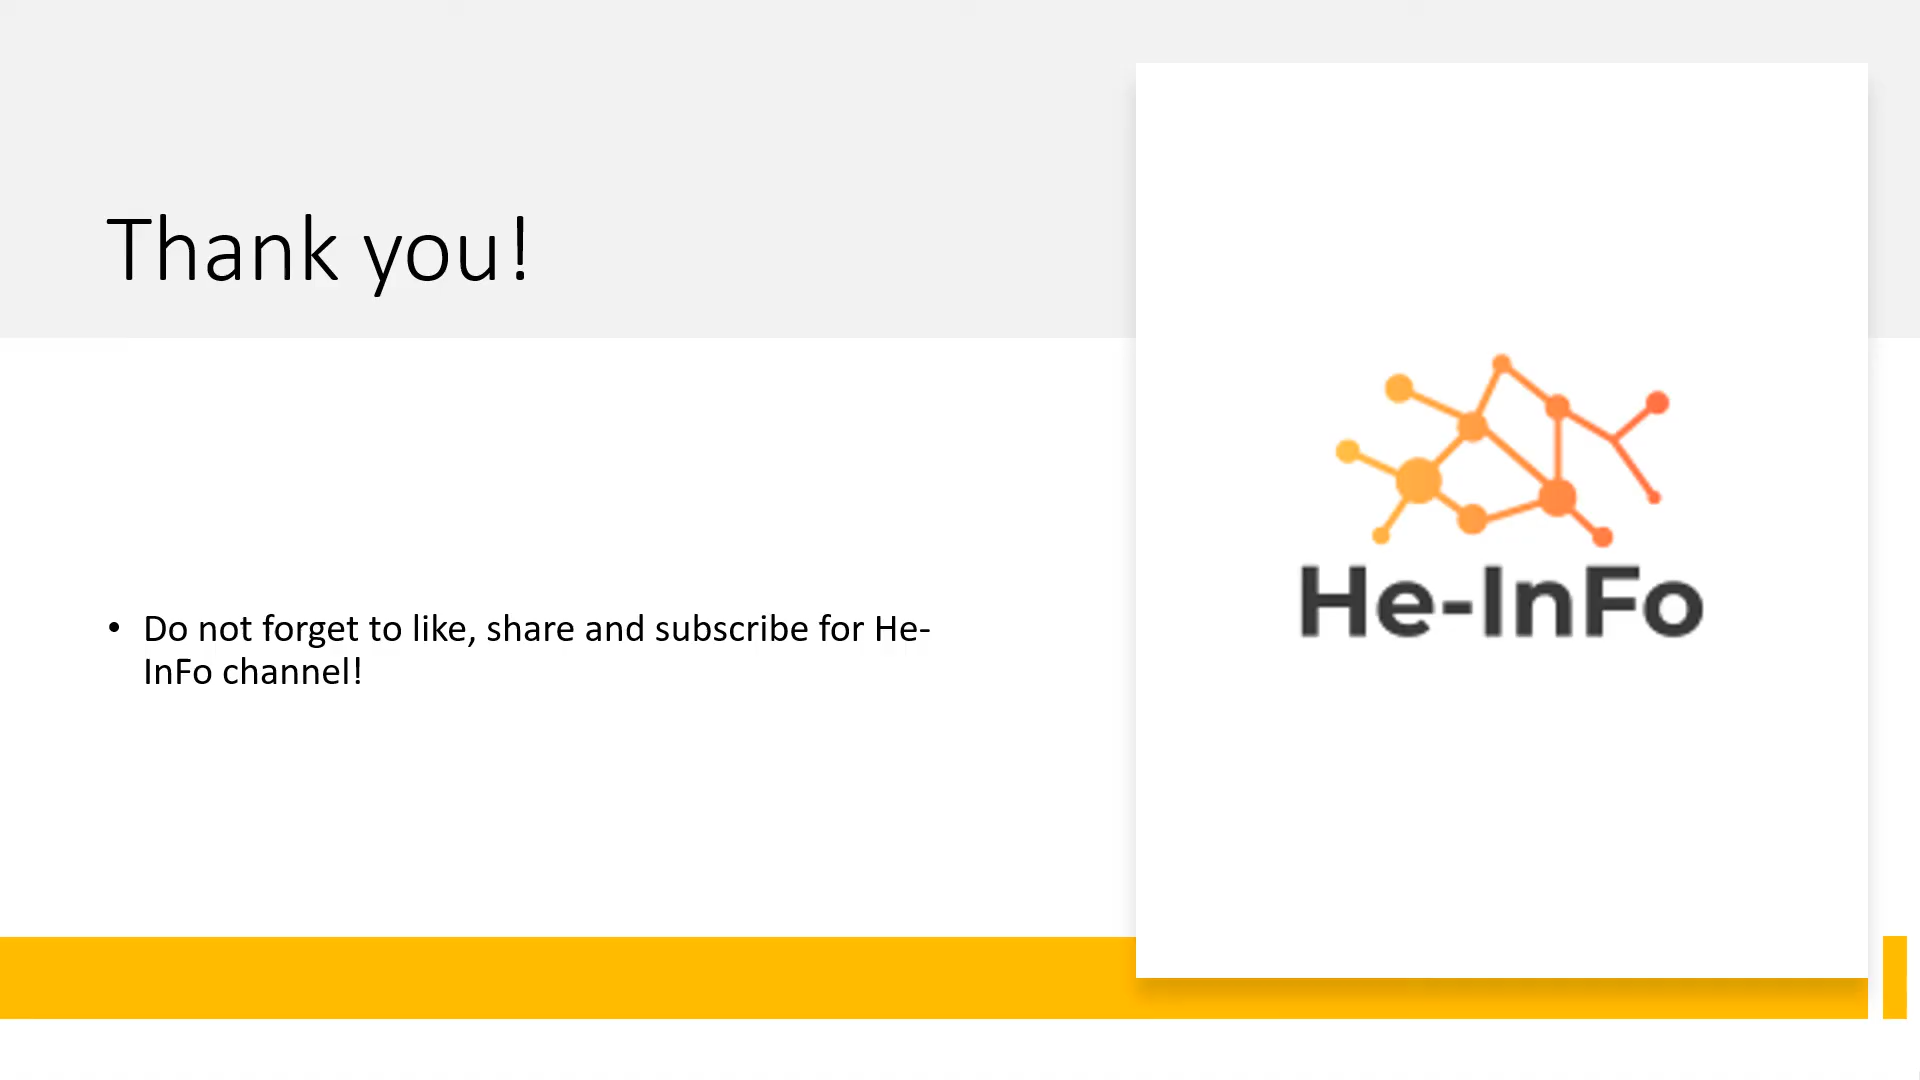 Thank you!
• Do not forget to like, share and subscribe for He-
InFo channel!
He-InFo